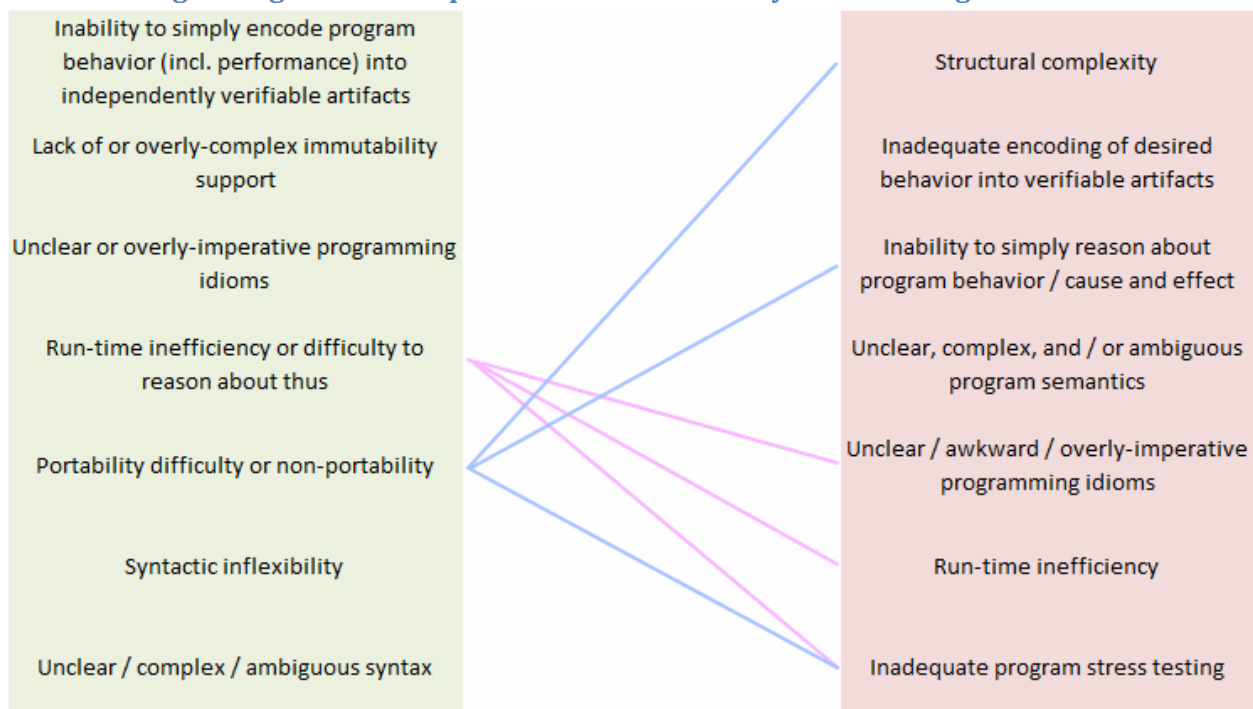 Inability to simply encode program
behavior (incl. performance) into
independently verifiable artifacts
Lack of or overly-complex immutability
support
Unclear or overly-imperative programming
idioms
Run-time inefficiency or difficulty to
reason about thus
Portability difficulty or non-portability
Syntactic inflexibility
Unclear / complex / ambiguous syntax
Structural complexity
Inadequate encoding of desired
behavior into verifiable artifacts
Inability to simply reason about
program behavior / cause and effect
Unclear, complex, and / or ambiguous
program semantics
Unclear / awkward / overly-imperative
programming idioms
Run-time inefficiency
Inadequate program stress testing